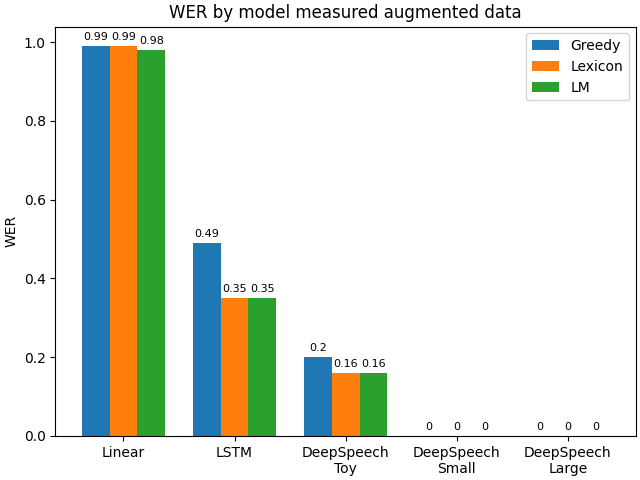 WER by model measured augmented data
Greedy
Lexicon
LM
WER
1.0
0.8
0.6
0.4
0.2
0.0
0.99 0.99 0.98
0.49
0.35 0.35
0.2
0.16 0.16
0 0 0
0 0 0
Linear
LSTM
DeepSpeech
Toy
DeepSpeech
Small
DeepSpeech
Large